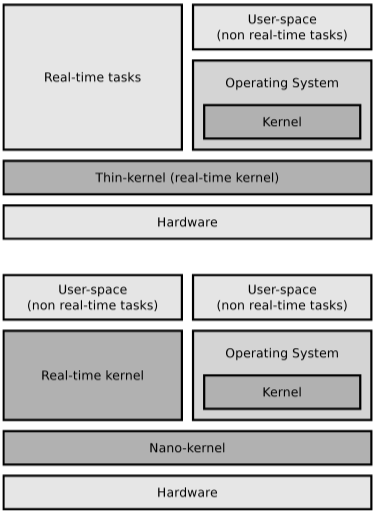 Real-time tasks
User-space
(non real-time tasks)
Operating System
Kernel
Thin-kernel (real-time kernel)
Hardware
User-space
(non real-time tasks)
User-space
(non real-time tasks)
Real-time kernel
Operating System
Kernel
Nano-kernel
Hardware